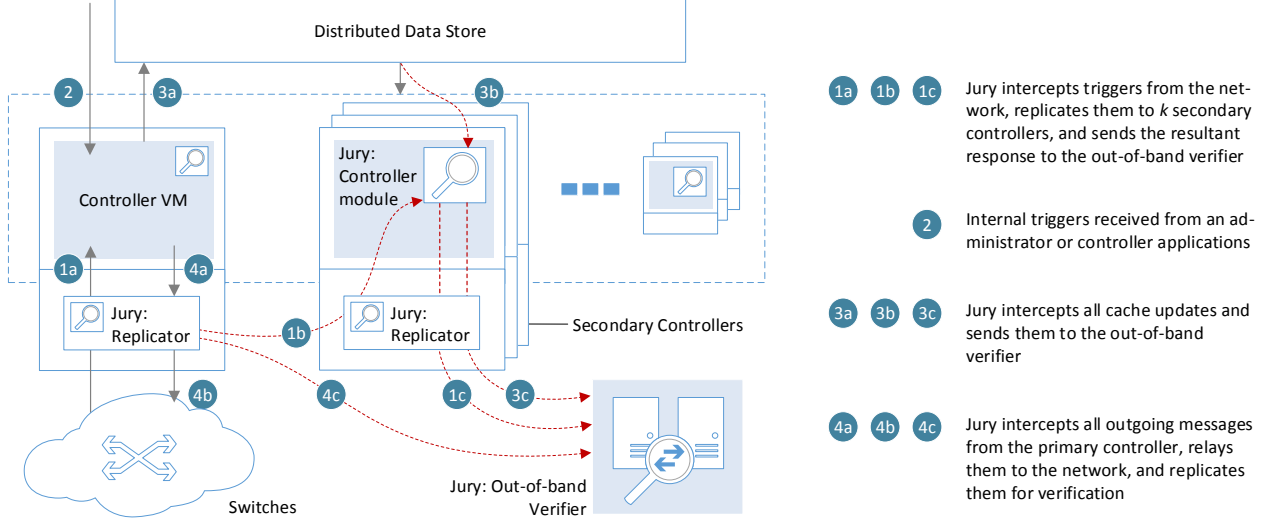 Distributed Data Store
2
3a
3b
Jury:
Controller
module
Controller VM
1a
4a
Jury:
Replicator
1b
Jury:
Replicator
Secondary Controllers
4b
4c
1c
3c
Switches
Jury: Out-of-band
Verifier
1a 1b 1c
Jury intercepts triggers from the net-
work, replicates them to k secondary
controllers, and sends the resultant
response to the out-of-band verifier
2
Internal triggers received from an ad-
ministrator or controller applications
3a 3b 3c
Jury intercepts all cache updates and
sends them to the out-of-band
verifier
4a 4b 4c
Jury intercepts all outgoing messages
from the primary controller, relays
them to the network, and replicates
them for verification